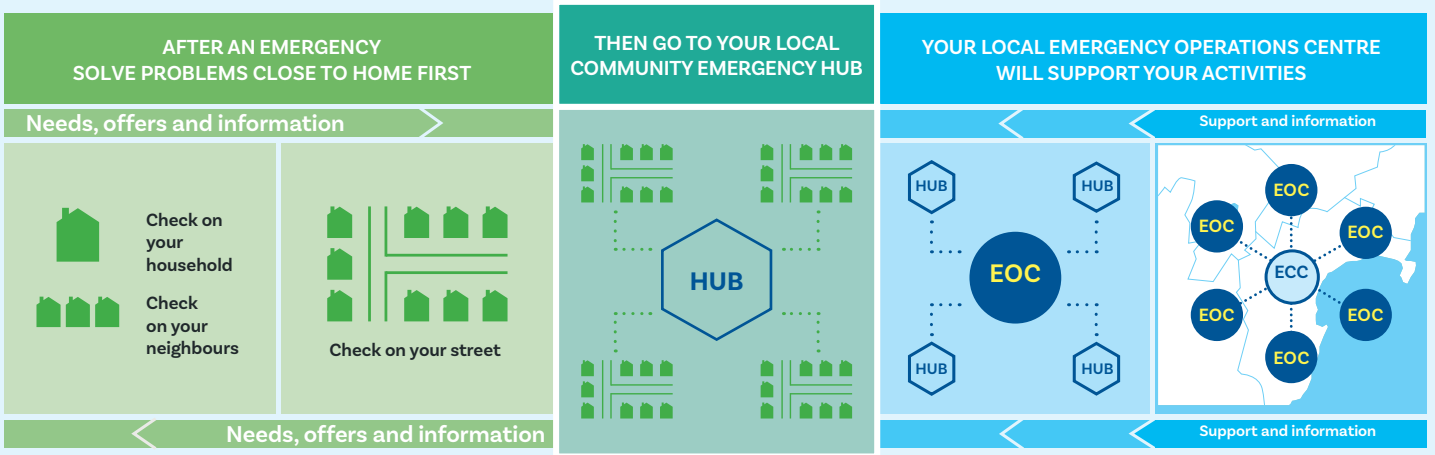 AFTER AN EMERGENCY
SOLVE PROBLEMS CLOSE TO HOME FIRST
Needs, offers and information
Check on
your
household
Check
on your
neighbours
Check on your street
Needs, offers and information
THEN GO TO YOUR LOCAL
COMMUNITY EMERGENCY HUB
HUB
YOUR LOCAL EMERGENCY OPERATIONS CENTRE
WILL SUPPORT YOUR ACTIVITIES
Support and information
HUB
HUB
EOC
HUB
HUB
EOC
EOC
EOC
ECC
EOC
EOC
EOC
Support and information